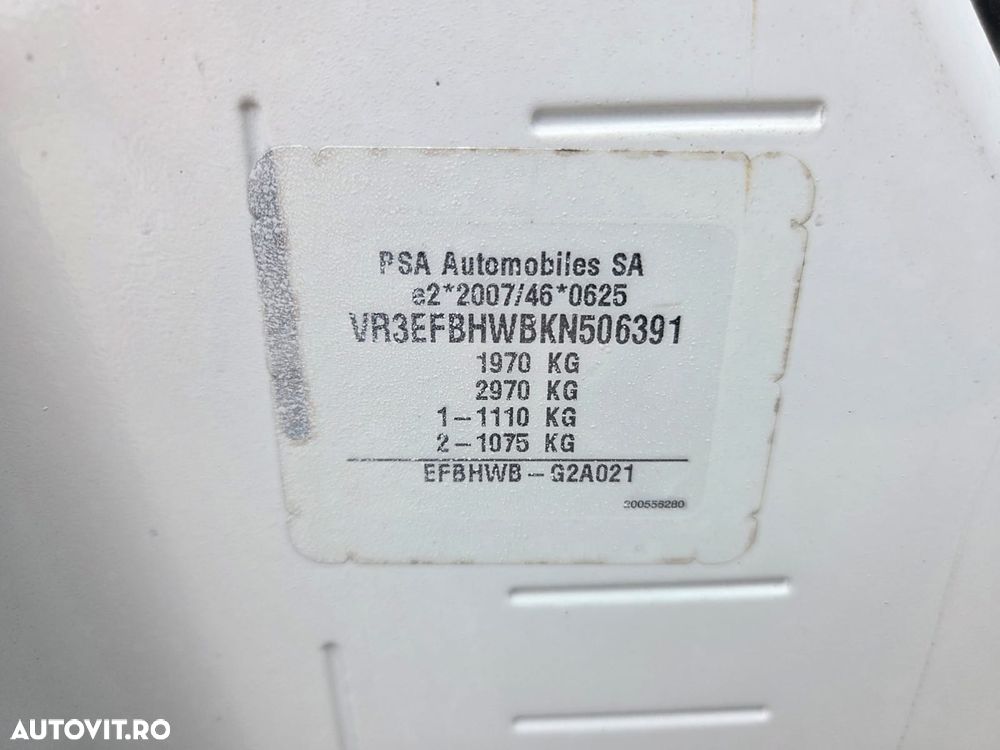 PSA Automobiles SA
e2*2007/46*0625
VR3EFBHWBKN506391
1970 KG
2970 KG
1-1110 KG
2-1075 KG
EFBHWB-G2A021
AUTOVIT.RO